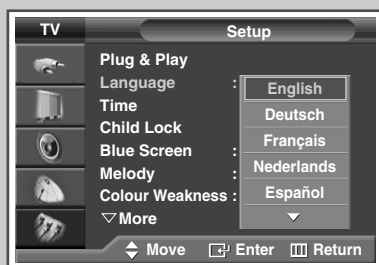 TV
Setup
Plug & Play
Language :
English
Time
Deutsch
Child Lock
Français
Blue Screen :
Nederlands
Melody :
Español
Colour Weakness :
▽More
Move Enter Return